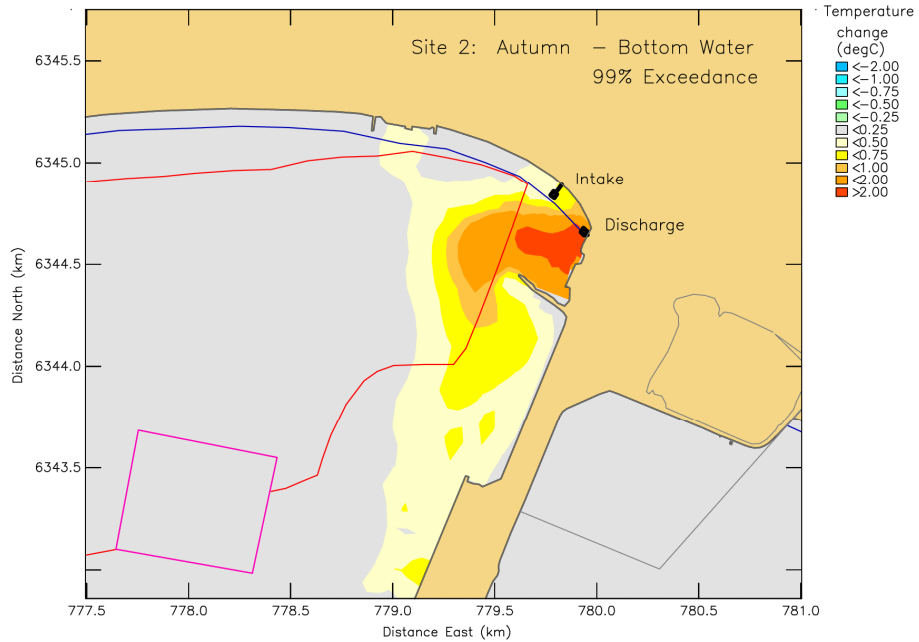 Site 2: Autumn – Bottom Water
99% Exceedance
Temperature
change
(degC)
<-2.00
<-1.00
<-0.75
<-0.50
<-0.25
<0.25
<0.50
<0.75
<1.00
<2.00
>2.00
Intake
Discharge
Distance North (km)
6345.5
6345.0
6344.5
6344.0
6343.5
777.5
778.0
778.5
779.0
779.5
780.0
780.5
781.0
Distance East (km)